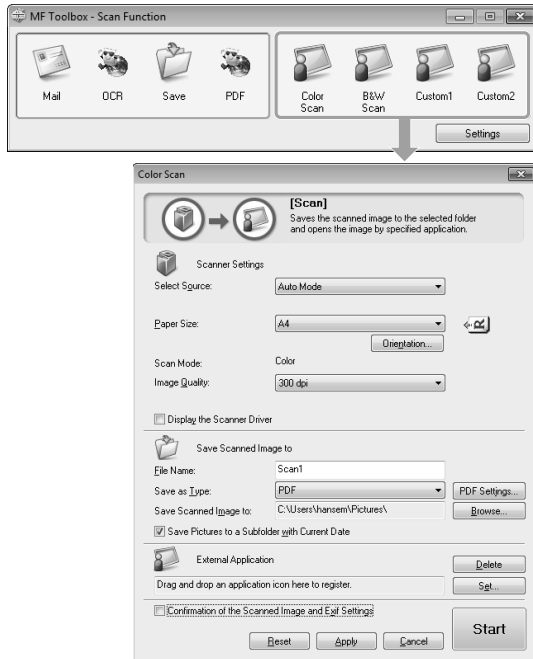 MF Toolbox - Scan Function
Mail OCR Save PDF Color Scan B&W Scan Custom1 Custom2
Settings
Color Scan
[Scan]
Saves the scanned image to the selected folder
and opens the image by specified application.
Scanner Settings
Select Source: Auto Mode
Paper Size: A4
R
Orientation...
Scan Mode: Color
Image Quality: 300 dpi
Display the Scanner Driver
Save Scanned Image to
File Name: Scan1
Save as Type: PDF PDF Settings...
Save Scanned Image to: C:\Users\hansem\Pictures\ Browse...
Save Pictures to a Subfolder with Current Date
External Application Delete
Drag and drop an application icon here to register. Set...
Confirmation of the Scanned Image and Exif Settings
Start
Reset Apply Cancel